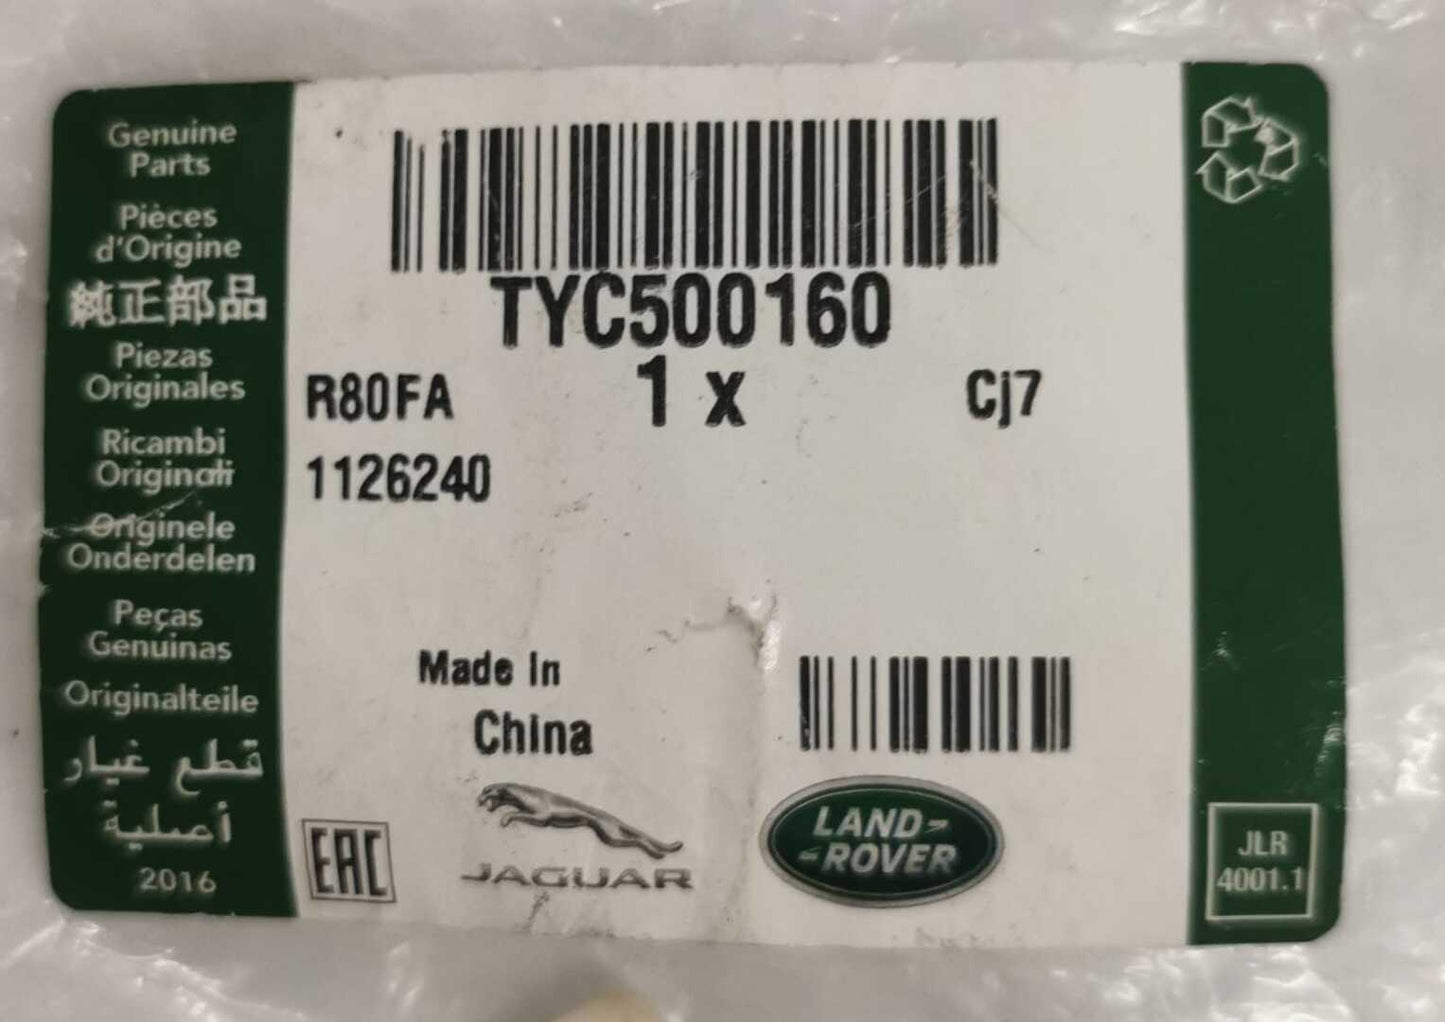 Genuine
Parts
Pièces
d'Origine
純正部品
Piezas
Originales
Ricambi
Originali
Originele
Onderdelen
Peças
Genuinas
Originalteile
قطع غيار
أصلية
2016
TYC500160
R80FA 1 x Cj7
1126240
Made In
China
EAC
JAGUAR
LAND-
-ROVER
JLR
4001.1